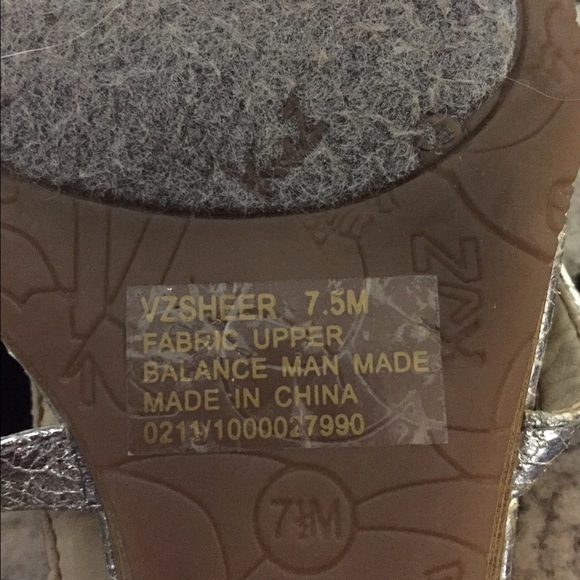 VZSHEER 7.5M
FABRIC UPPER
BALANCE MAN MADE
MADE IN CHINA
0211/1000027990
7½M